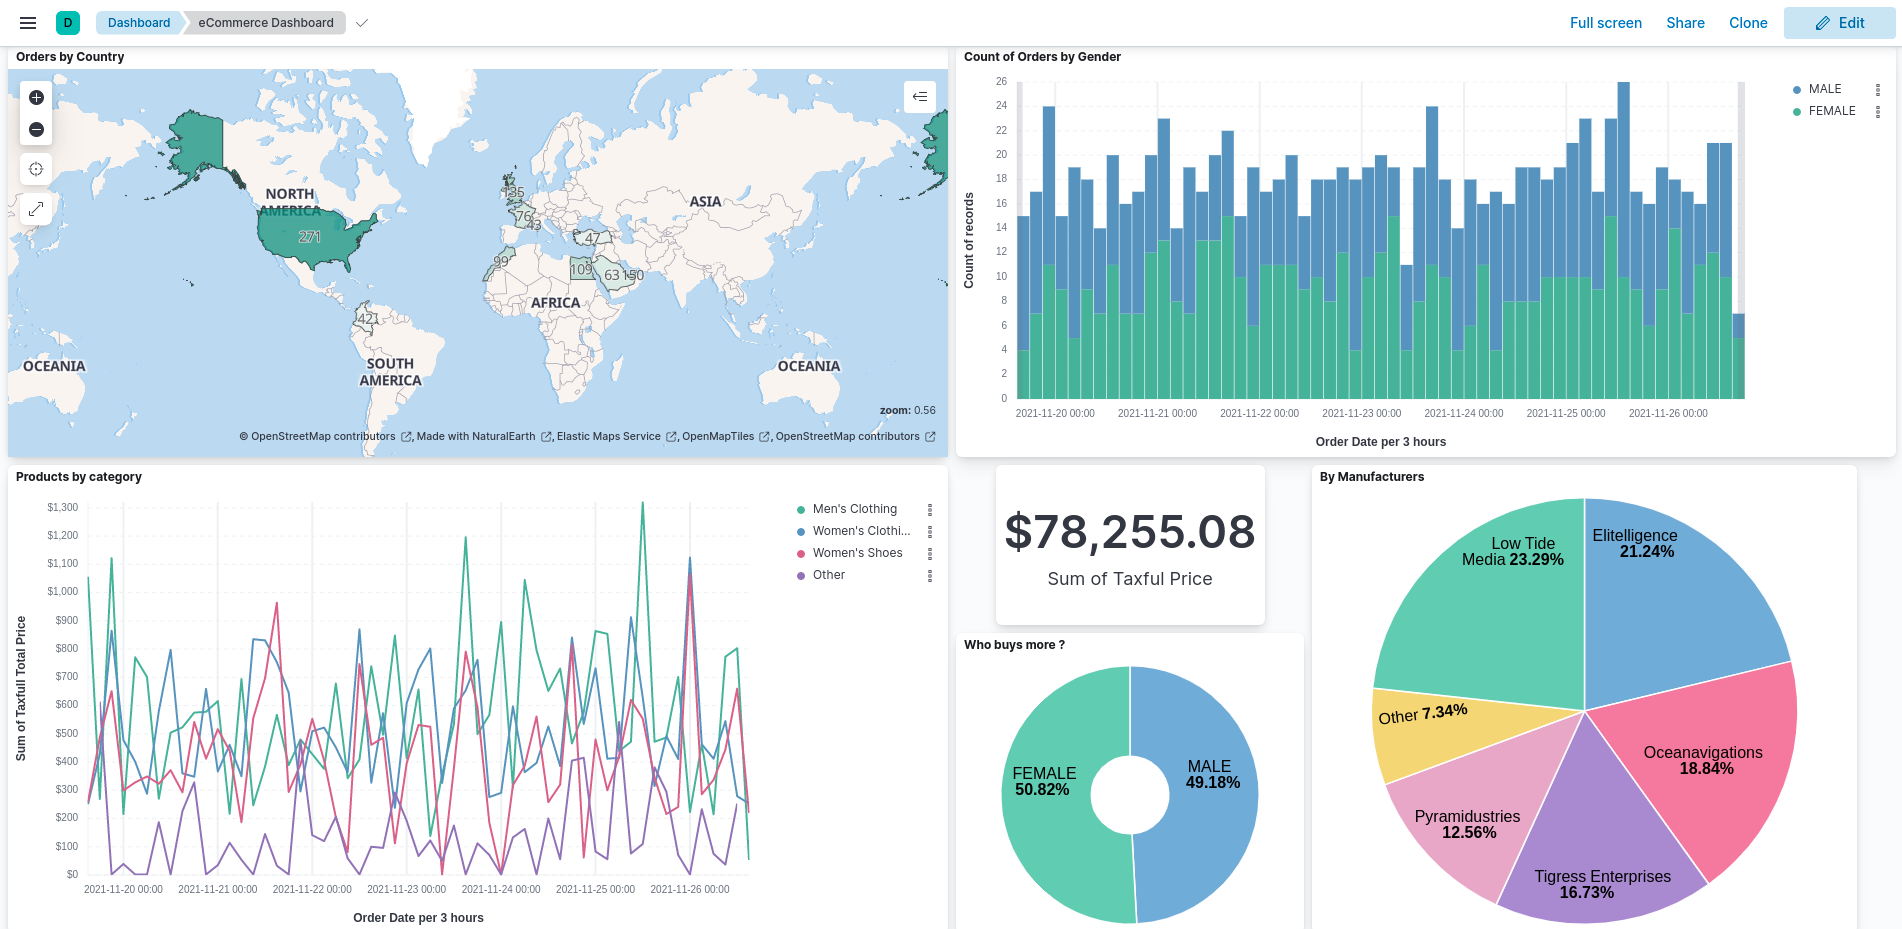 D
Dashboard
eCommerce Dashboard
Full screen
Share
Clone
Edit
Orders by Country
NORTH
AMERICA
ASIA
AFRICA
SOUTH
AMERICA
OCEANIA
OCEANIA
271
135
76
43
47
99
109
63
150
42
zoom: 0.56
© OpenStreetMap contributors , Made with NaturalEarth , Elastic Maps Service , OpenMapTiles , OpenStreetMap contributors
Count of Orders by Gender
Count of records
26
24
22
20
18
16
14
12
10
8
6
4
2
0
2021-11-20 00:00
2021-11-21 00:00
2021-11-22 00:00
2021-11-23 00:00
2021-11-24 00:00
2021-11-25 00:00
2021-11-26 00:00
Order Date per 3 hours
MALE
FEMALE
Products by category
Sum of Taxfull Total Price
$1,300
$1,200
$1,100
$1,000
$900
$800
$700
$600
$500
$400
$300
$200
$100
$0
2021-11-20 00:00
2021-11-21 00:00
2021-11-22 00:00
2021-11-23 00:00
2021-11-24 00:00
2021-11-25 00:00
2021-11-26 00:00
Order Date per 3 hours
Men's Clothing
Women's Clothi...
Women's Shoes
Other
$78,255.08
Sum of Taxful Price
Who buys more ?
FEMALE
50.82%
MALE
49.18%
By Manufacturers
Low Tide
Media 23.29%
Elitelligence
21.24%
Other 7.34%
Oceanavigations
18.84%
Pyramidustries
12.56%
Tigress Enterprises
16.73%